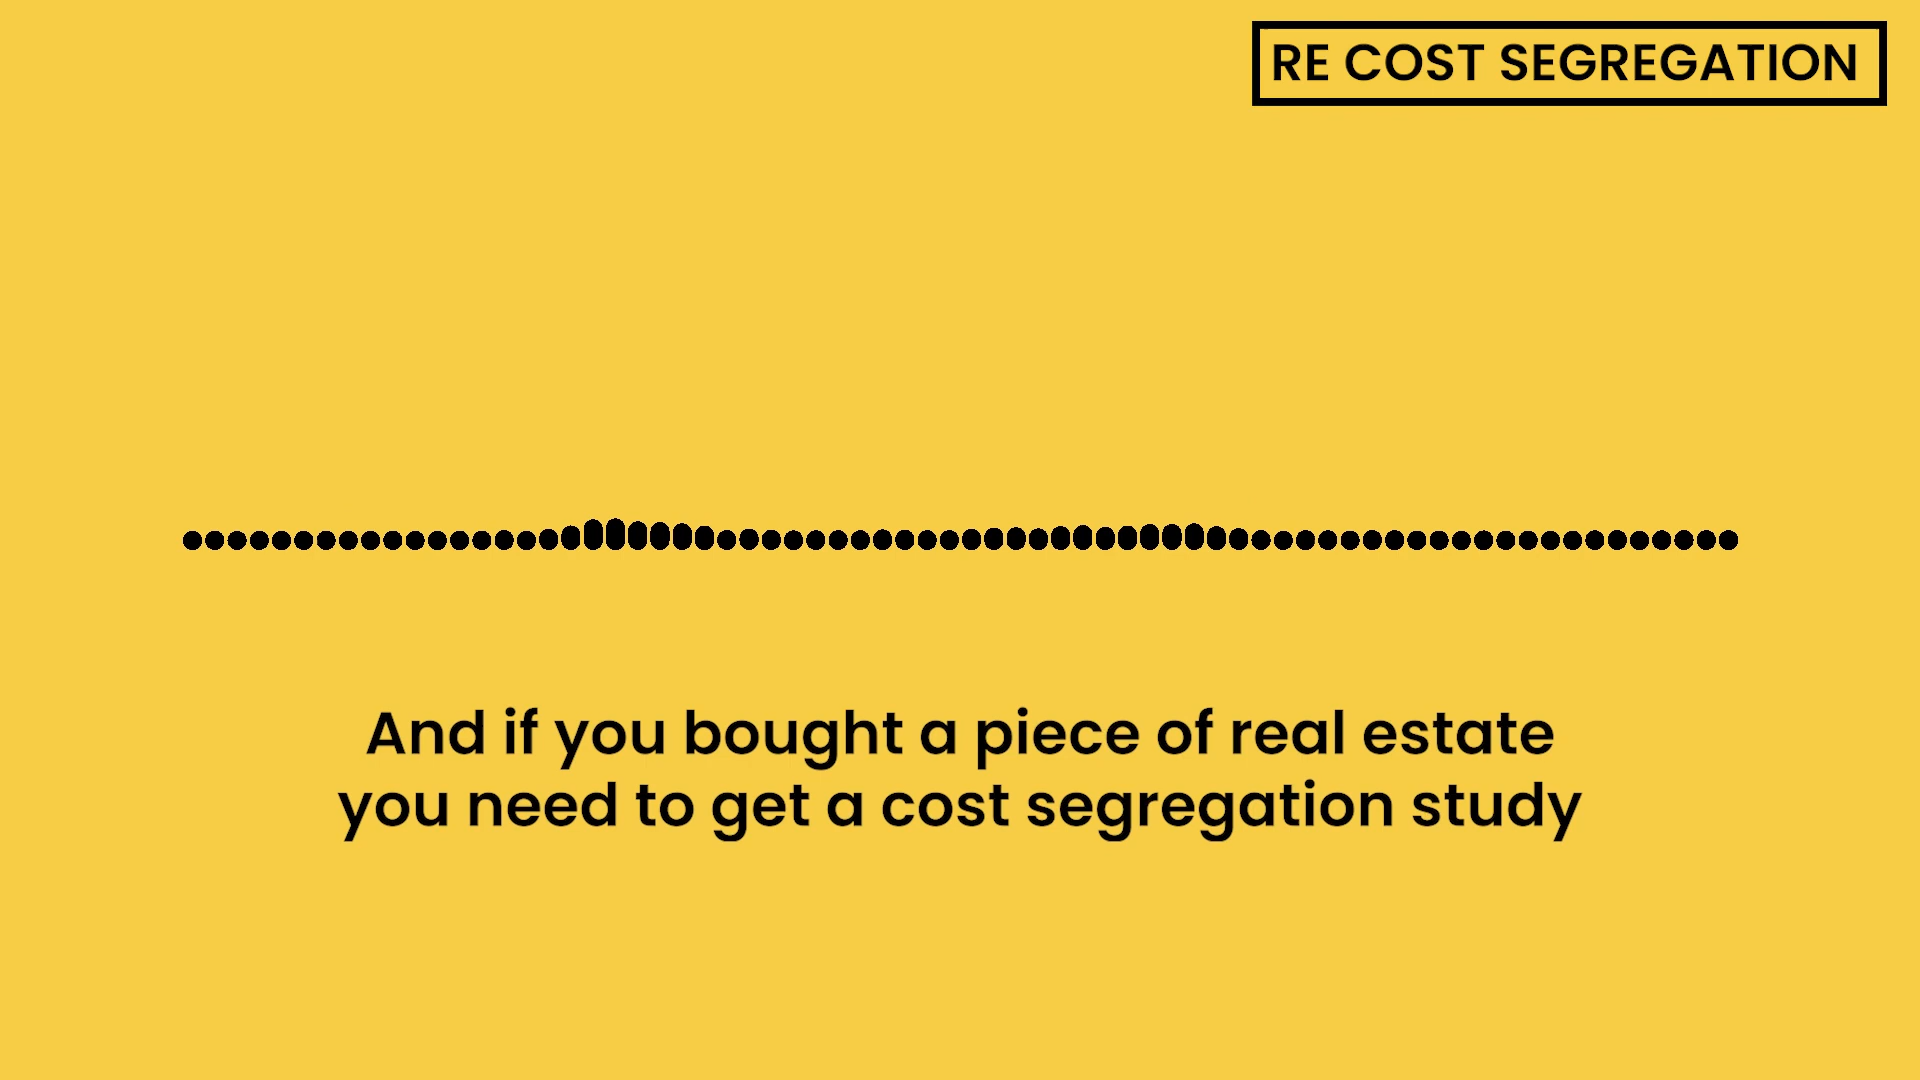 RE COST SEGREGATION
And if you bought a piece of real estate
you need to get a cost segregation study